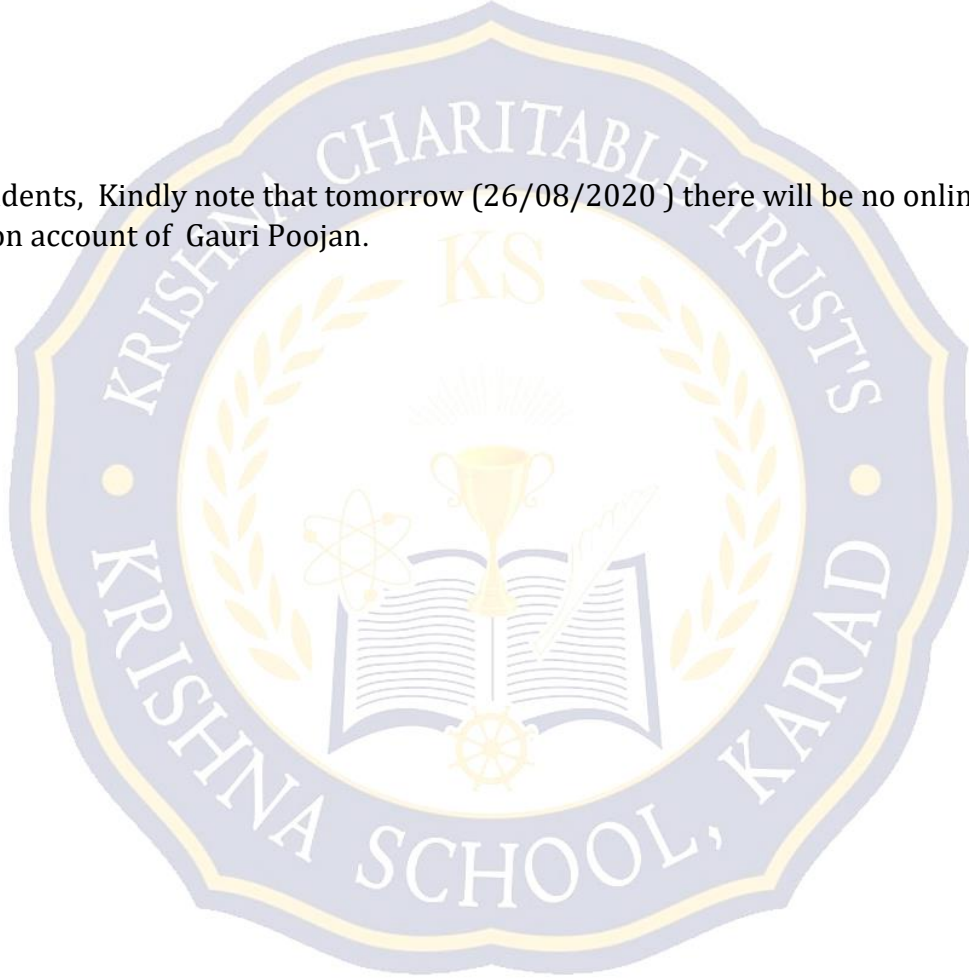 dents, Kindly note that tomorrow (26/08/2020 ) there will be no onlin
on account of Gauri Poojan.
KRISHNA CHARITABLE TRUST'S
KS
KRISHNA SCHOOL, KARAD